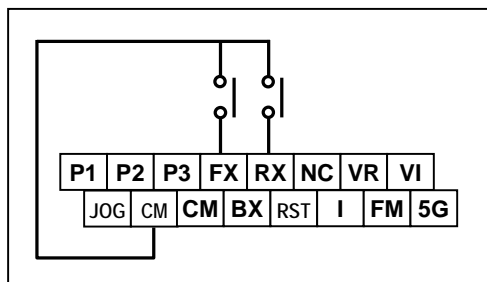 P1 P2 P3 FX RX NC VR VI
JOG CM CM BX RST I FM 5G